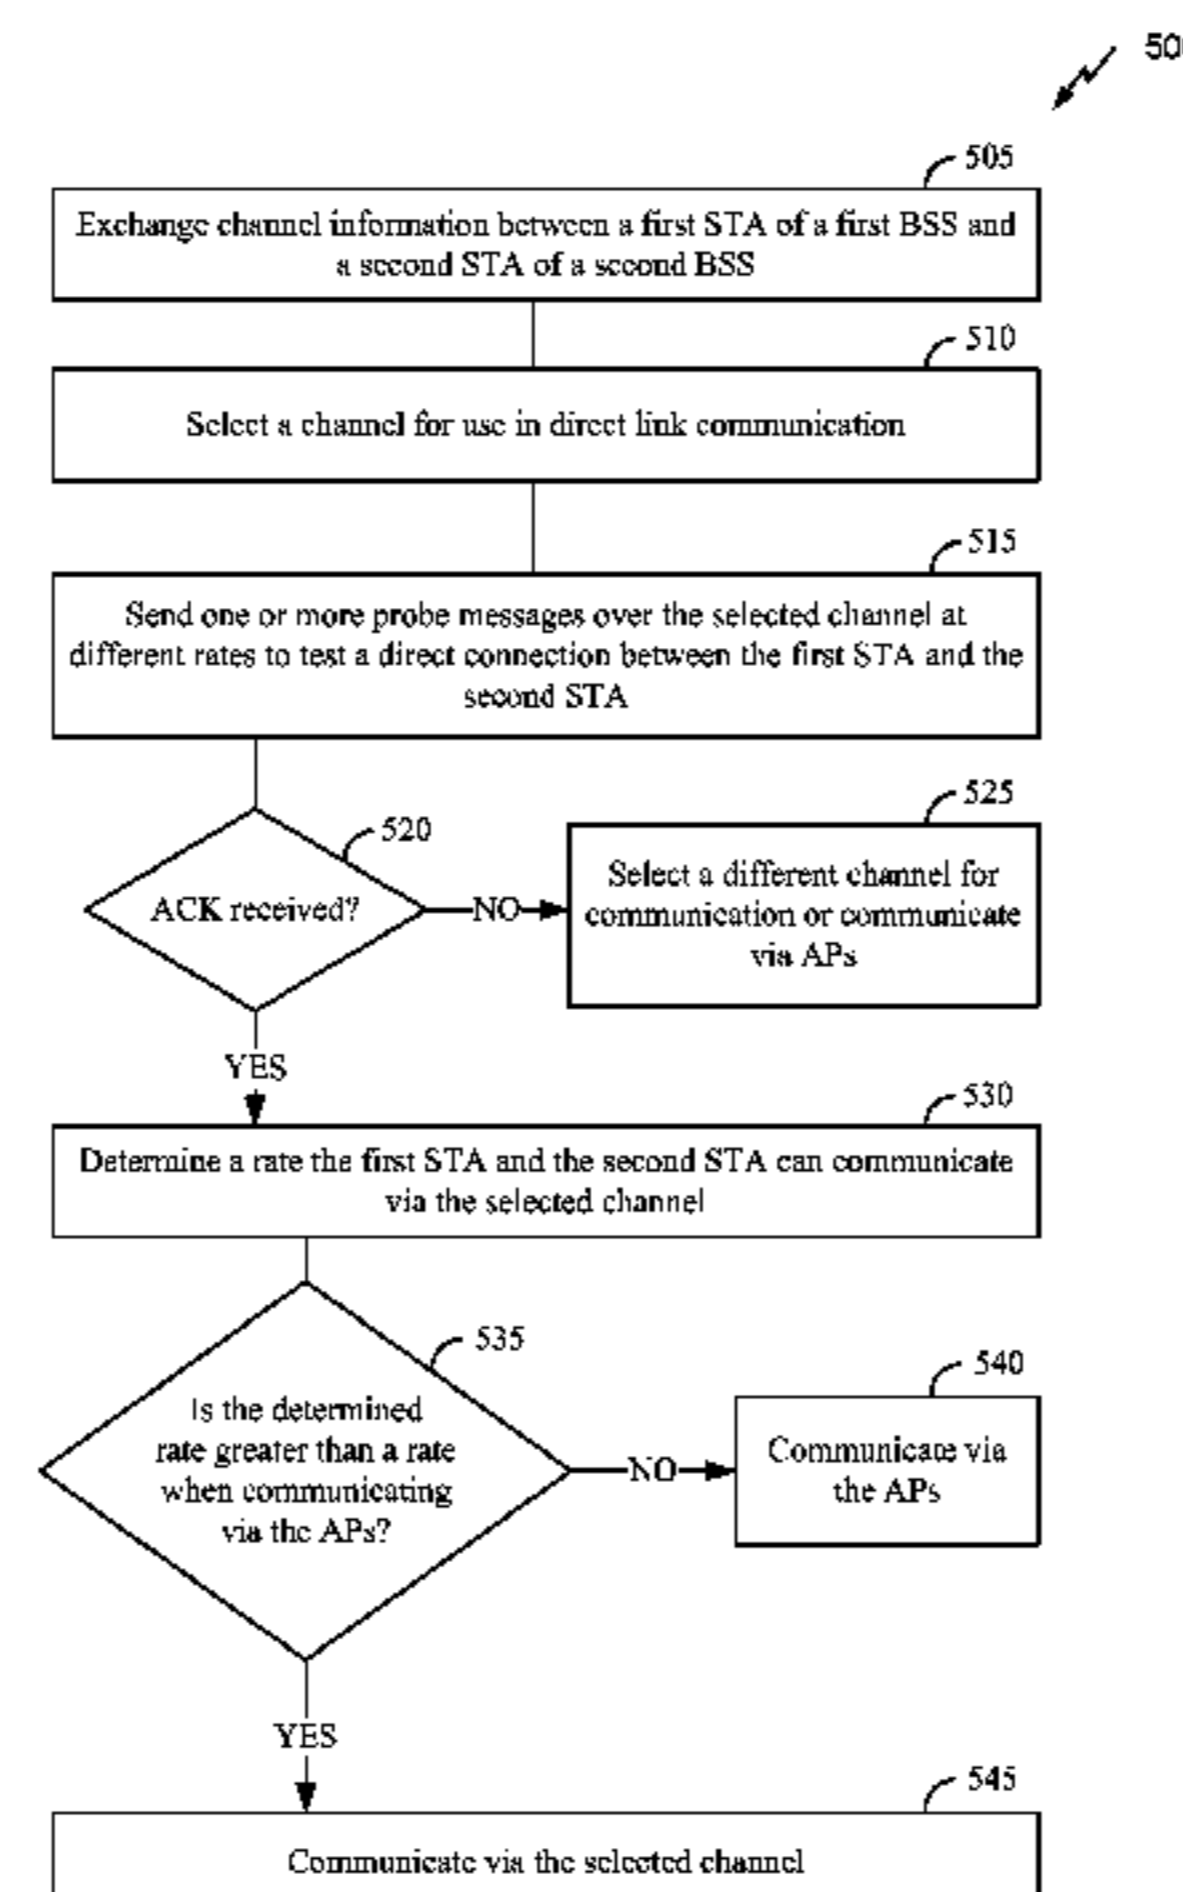 50
505
Exchange channel information between a first STA of a first BSS and
a second STA of a second BSS
510
Select a channel for use in direct link communication
515
Send one or more probe messages over the selected channel at
different rates to test a direct connection between the first STA and the
second STA
520
ACK received?
NO
525
Select a different channel for
communication or communicate
via APs
YES
530
Determine a rate the first STA and the second STA can communicate
via the selected channel
535
Is the determined
rate greater than a rate
when communicating
via the APs?
NO
540
Communicate via
the APs
YES
545
Communicate via the selected channel